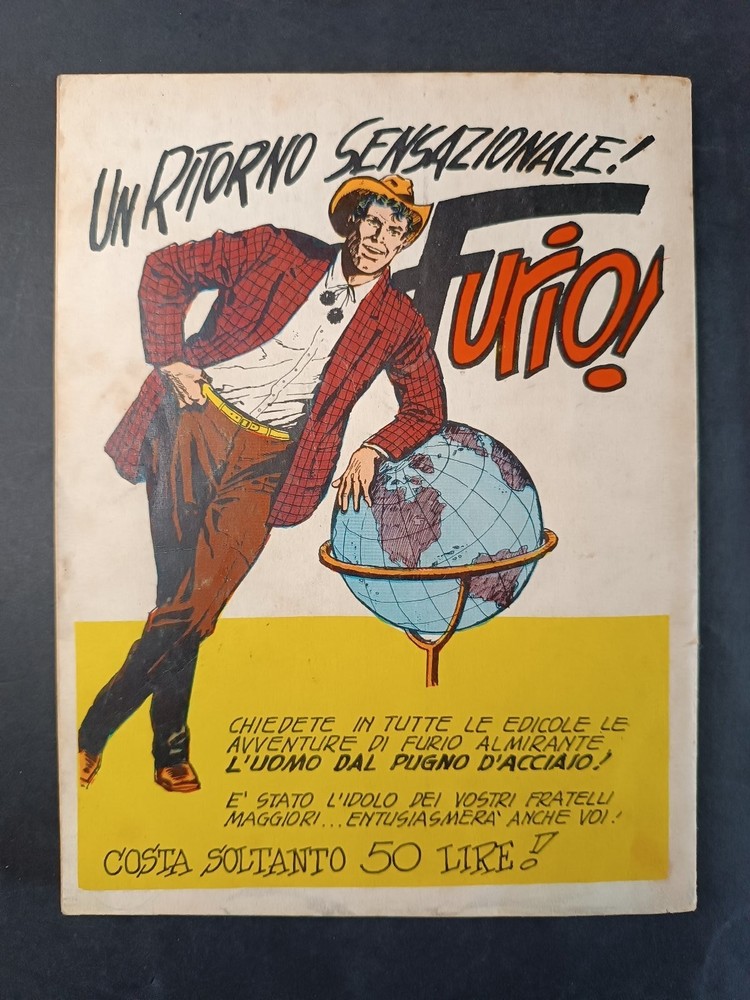 UN RITORNO SENSAZIONALE!
Furio!
CHIEDETE IN TUTTE LE EDICOLE LE
AVVENTURE DI FURIO ALMIRANTE
L'UOMO DAL PUGNO D'ACCIAIO!
E' STATO L'IDOLO DEI VOSTRI FRATELLI
MAGGIORI... ENTUSIASMERA' ANCHE VOI!
COSTA SOLTANTO 50 LIRE!